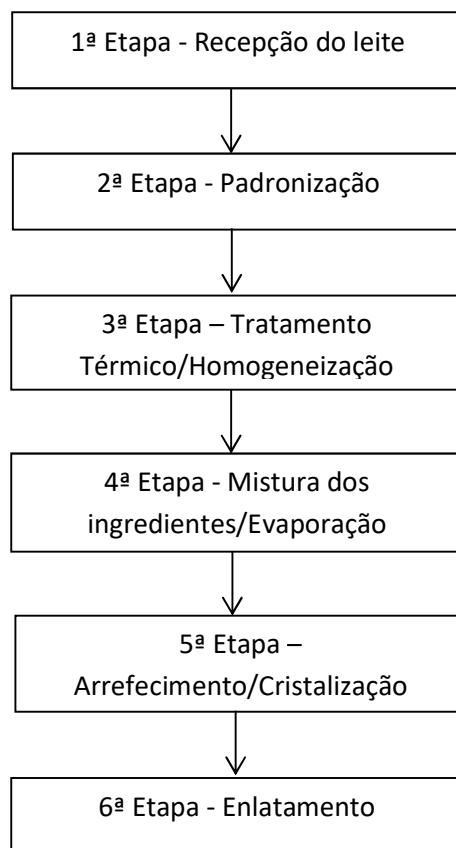 1ª Etapa - Recepção do leite
2ª Etapa - Padronização
3ª Etapa – Tratamento
Térmico/Homogeneização
4ª Etapa - Mistura dos
ingredientes/Evaporação
5ª Etapa –
Arrefecimento/Cristalização
6ª Etapa - Enlatamento